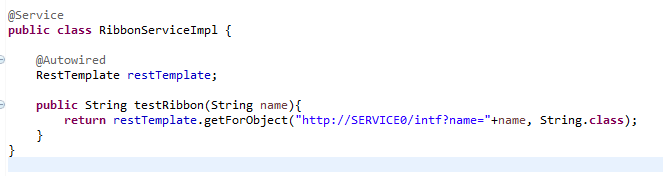 @Service
public class RibbonServiceImpl {
@Autowired
RestTemplate restTemplate;
public String testRibbon(String name){
return restTemplate.getForObject("http://SERVICE0/intf?name="+name, String.class);
}
}